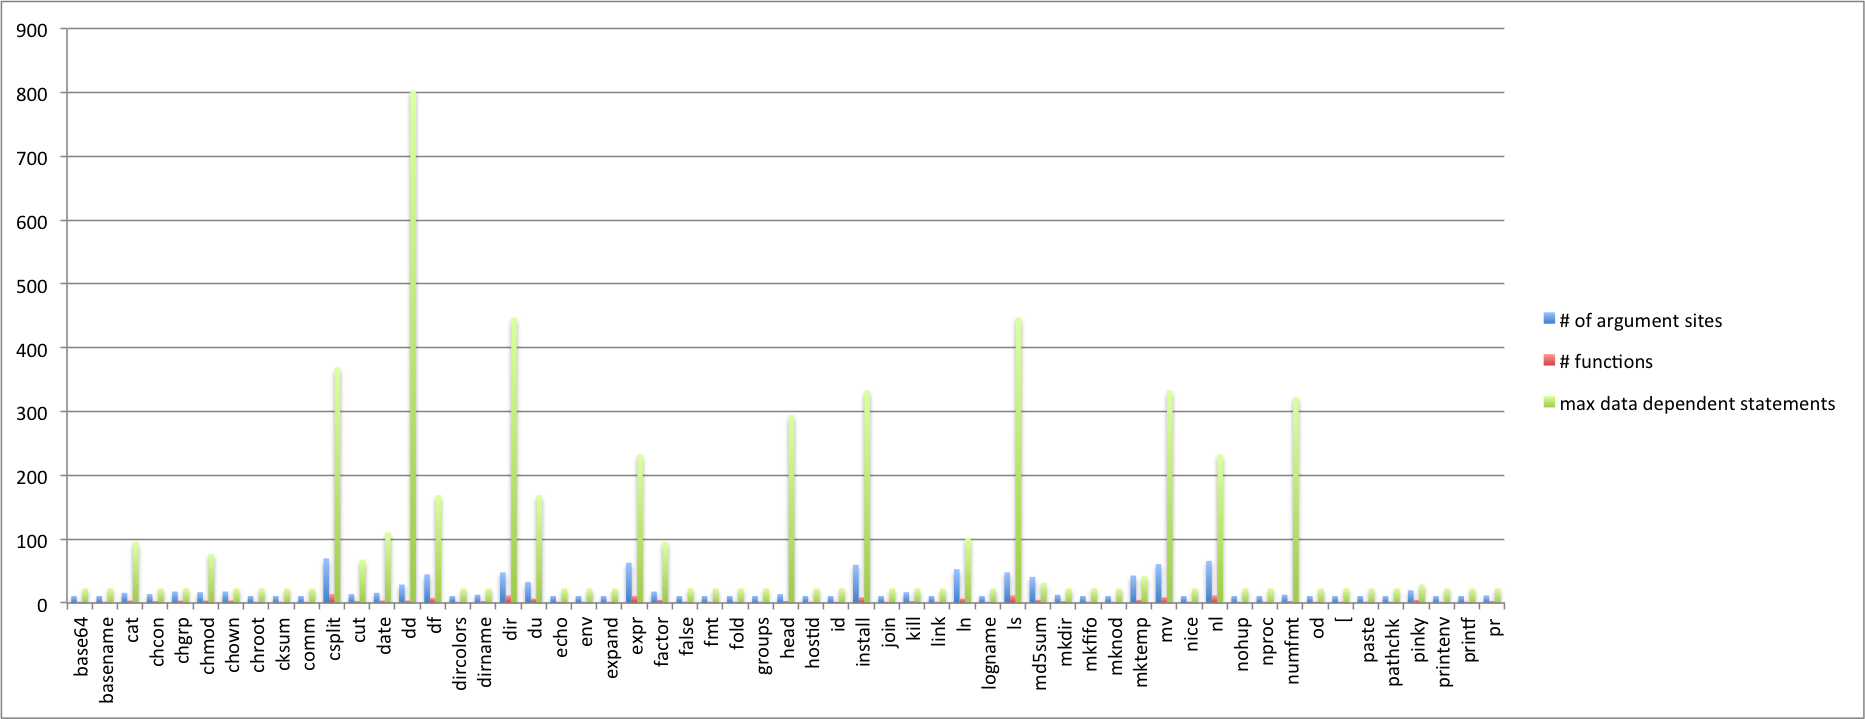 900
800
700
600
500
400
300
200
100
0
base64
basename
cat
chcon
chgrp
chmod
chown
chroot
cksum
comm
csplit
cut
date
dd
df
dircolors
dirname
dir
du
echo
env
expand
expr
factor
false
fmt
fold
groups
head
hostid
id
install
join
kill
link
ln
logname
ls
md5sum
mkdir
mkfifo
mknod
mktemp
mv
nice
nl
nohup
nproc
numfmt
od
[
paste
pathchk
pinky
printenv
printf
pr
# of argument sites
# functions
max data dependent statements